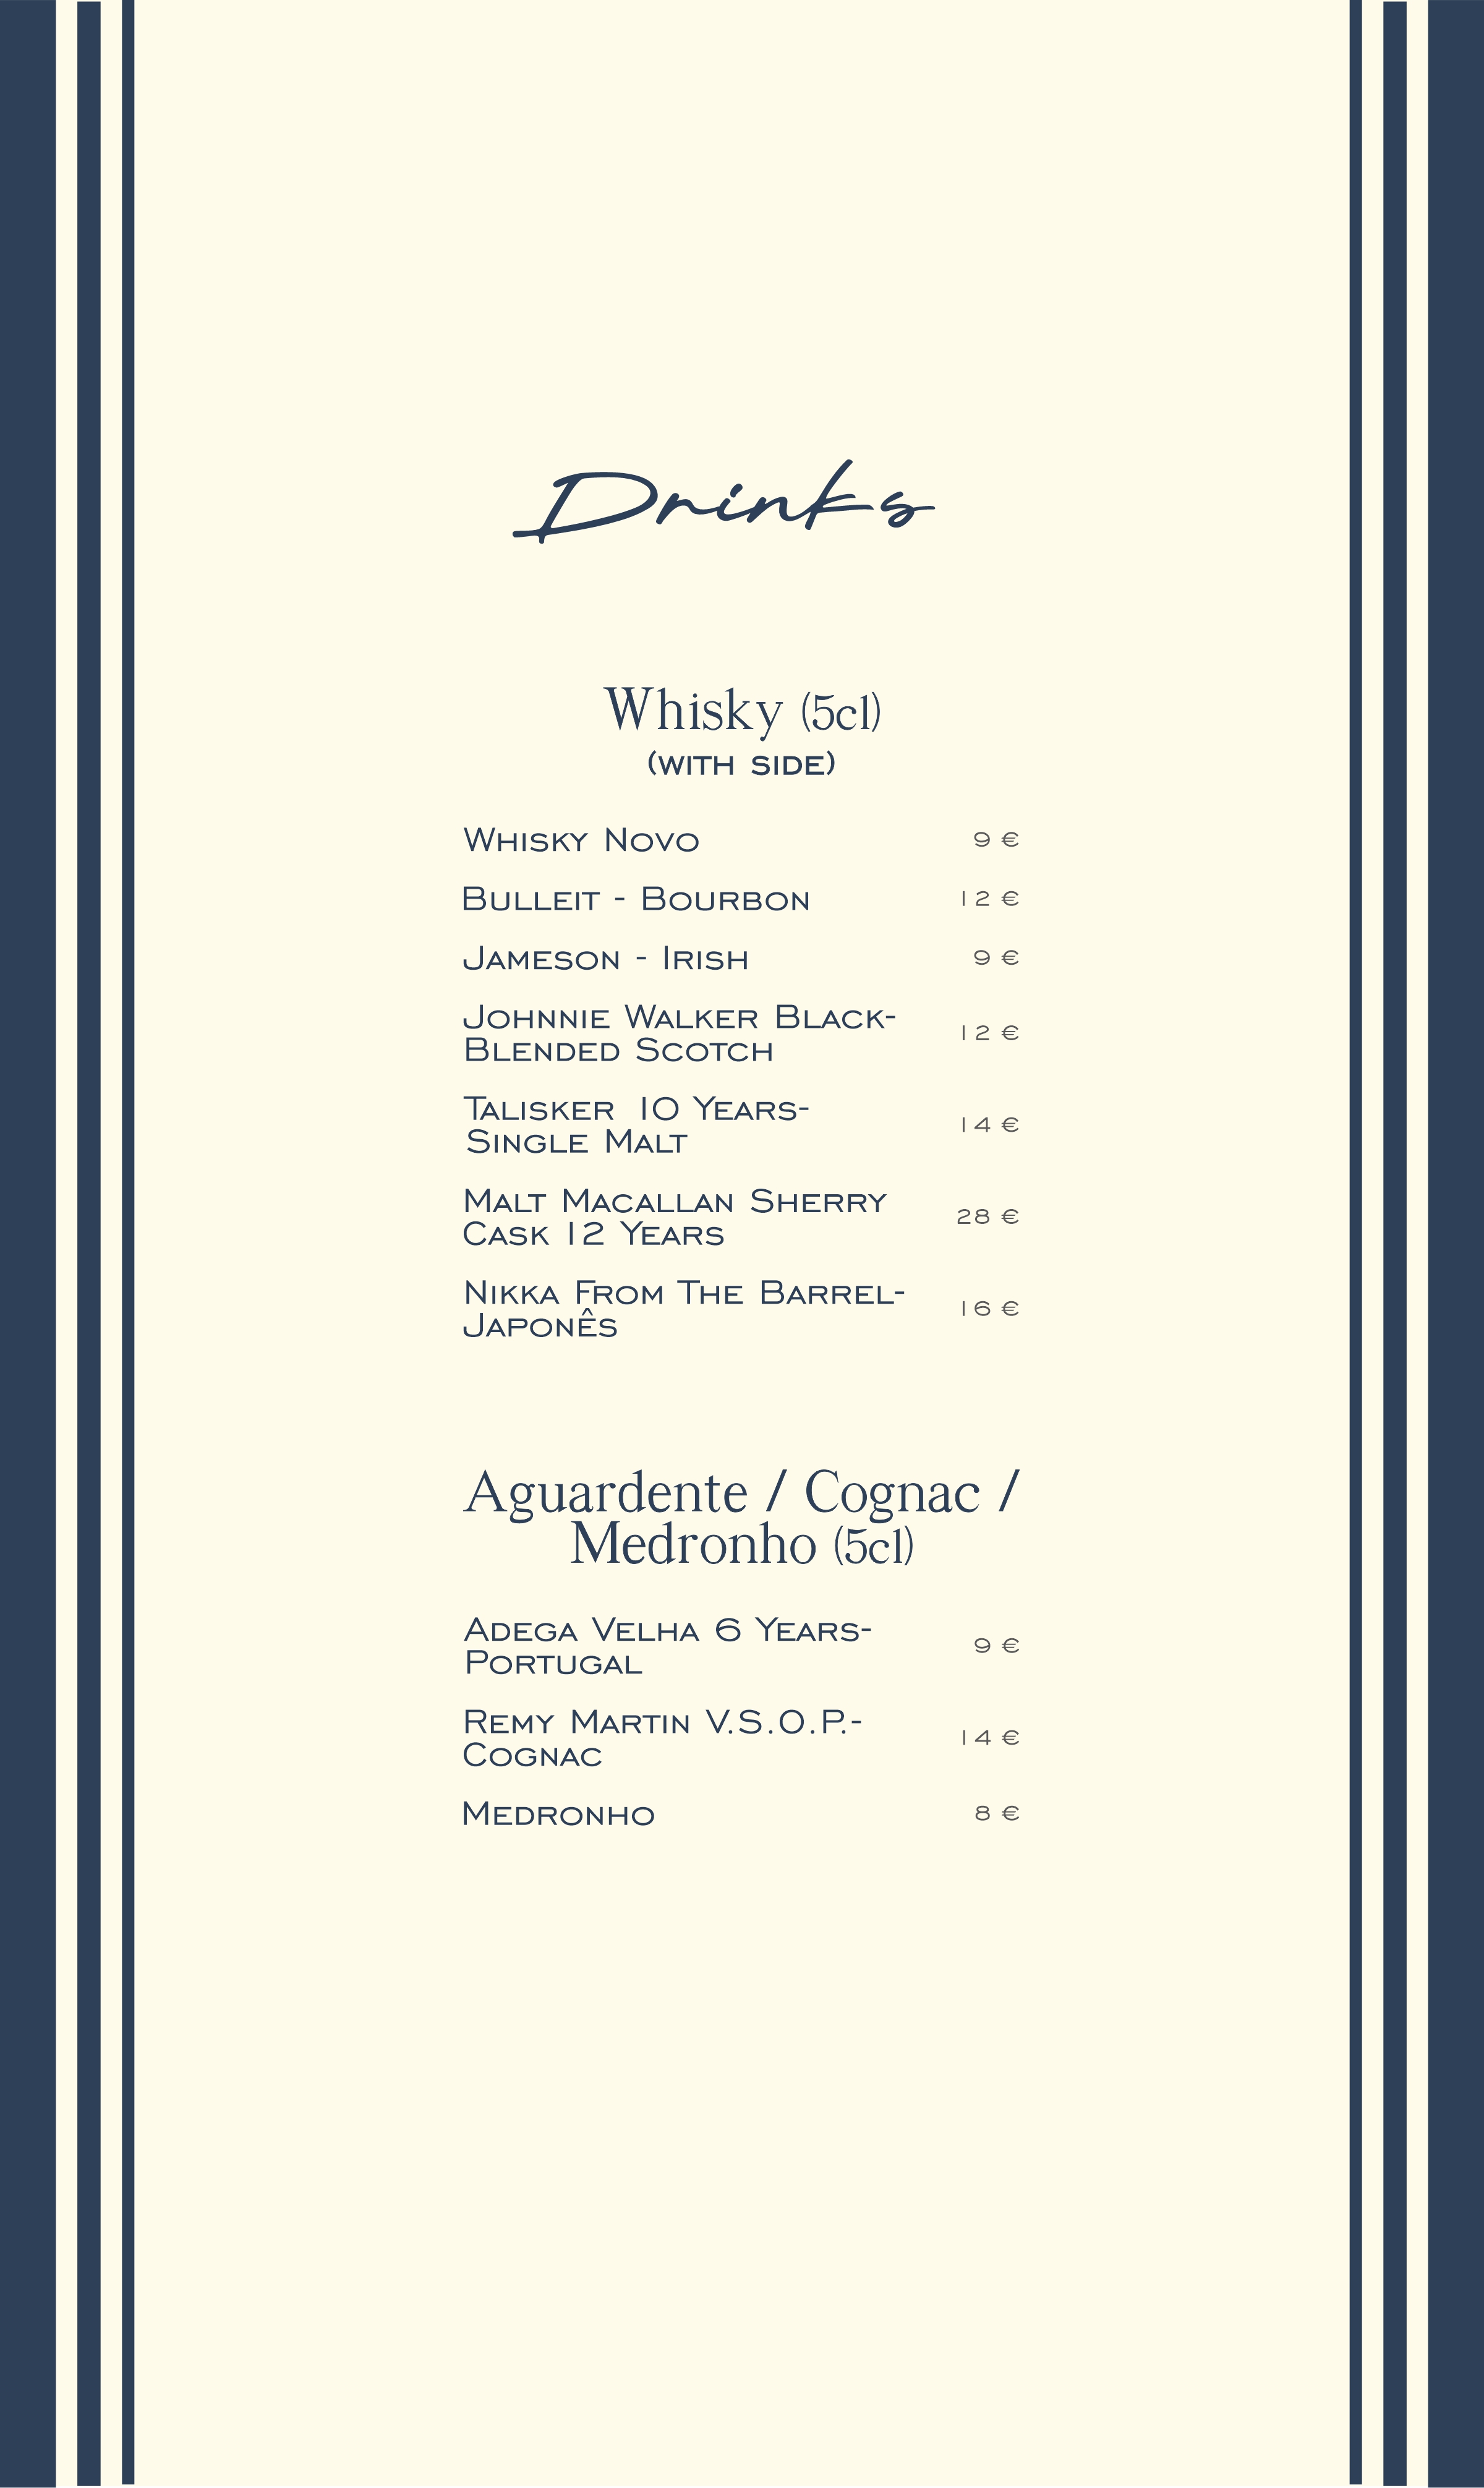 Drinks
Whisky (5cl)
(WITH SIDE)
Whisky Novo 9 €
Bulleit - Bourbon 12 €
Jameson - Irish 9 €
Johnnie Walker Black-
Blended Scotch 12 €
Talisker 10 Years-
Single Malt 14 €
Malt Macallan Sherry
Cask 12 Years 28 €
Nikka From The Barrel-
Japonês 16 €
Aguardente / Cognac /
Medronho (5cl)
Adega Velha 6 Years-
Portugal 9 €
Remy Martin V.S.O.P.-
Cognac 14 €
Medronho 8 €